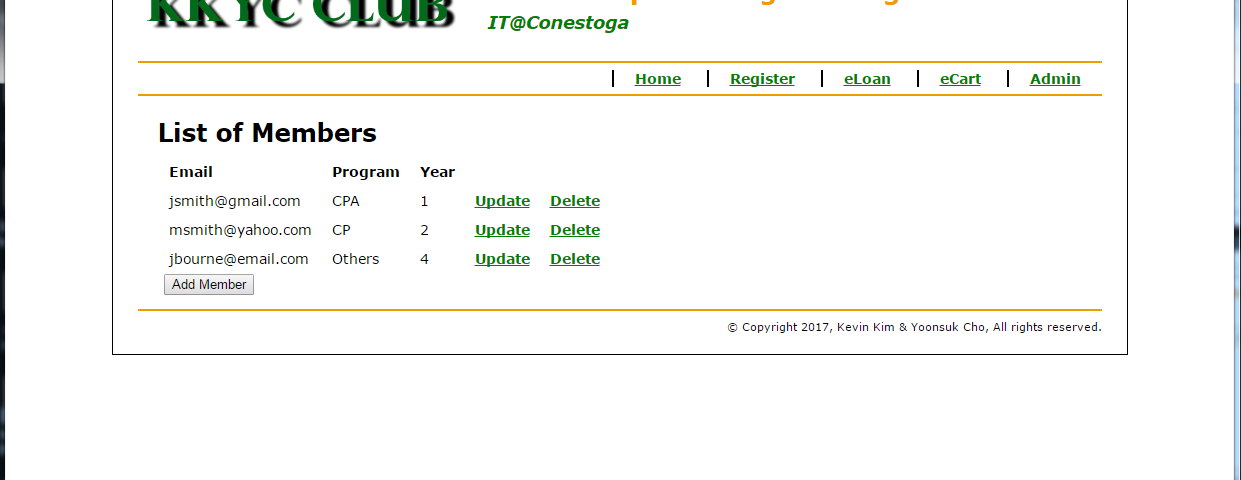 KKYC CLUB
IT@Conestoga
Home Register eLoan eCart Admin
List of Members
Email Program Year
jsmith@gmail.com CPA 1 Update Delete
msmith@yahoo.com CP 2 Update Delete
jbourne@email.com Others 4 Update Delete
Add Member
© Copyright 2017, Kevin Kim & Yoonsuk Cho, All rights reserved.